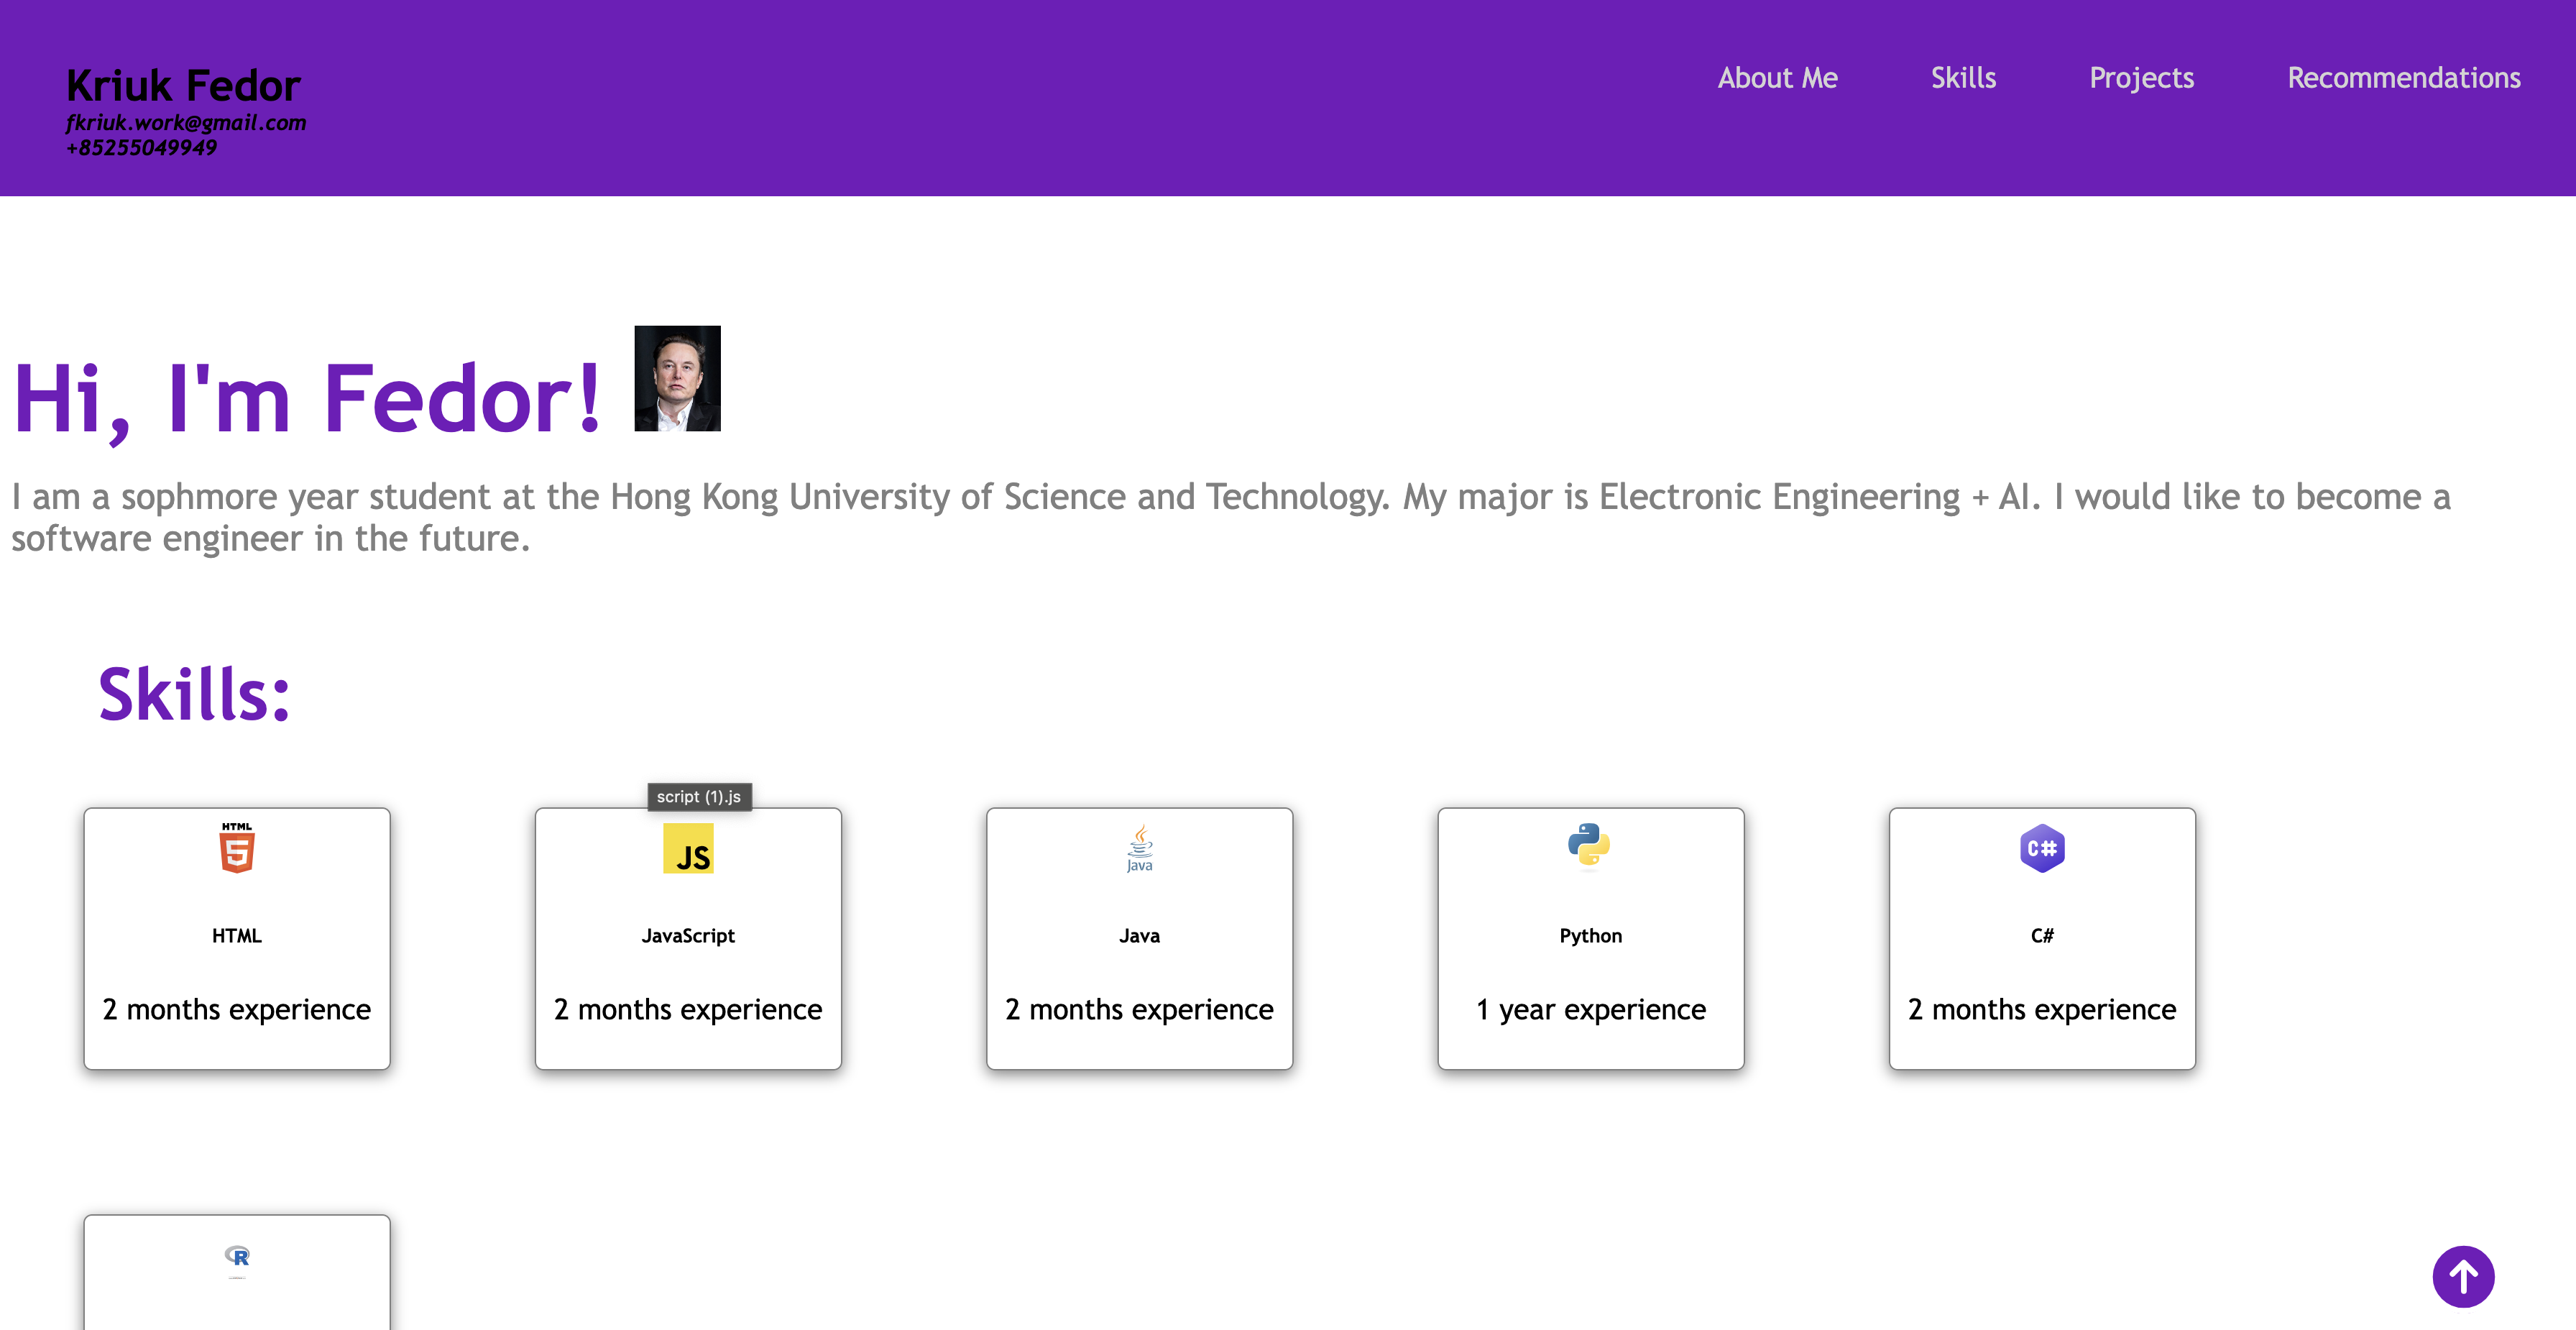 Kriuk Fedor
fkriuk.work@gmail.com
+85255049949
About Me Skills Projects Recommendations
Hi, I'm Fedor!
I am a sophmore year student at the Hong Kong University of Science and Technology. My major is Electronic Engineering + AI. I would like to become a
software engineer in the future.
Skills:
script (1).js
HTML
5
JS
Java
C#
HTML
JavaScript
Java
Python
C#
2 months experience
2 months experience
2 months experience
1 year experience
2 months experience
R